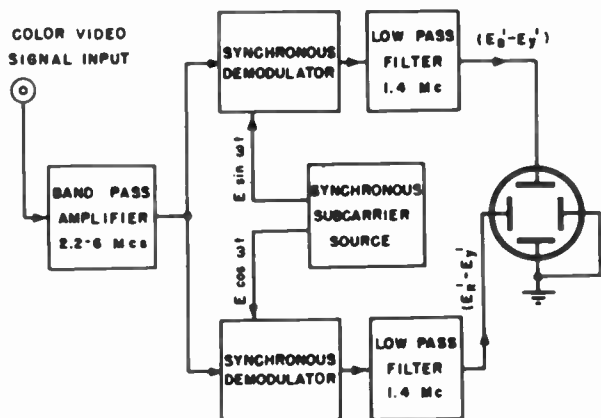 COLOR VIDEO
SIGNAL INPUT
BAND PASS
AMPLIFIER
2.2-6 Mcs
SYNCHRONOUS
DEMODULATOR
LOW PASS
FILTER
1.4 Mc
(E_B'-E_y')
E sin ωt
SYNCHRONOUS
SUBCARRIER
SOURCE
E cos ωt
(E_R'-E_y')
SYNCHRONOUS
DEMODULATOR
LOW PASS
FILTER
1.4 Mc